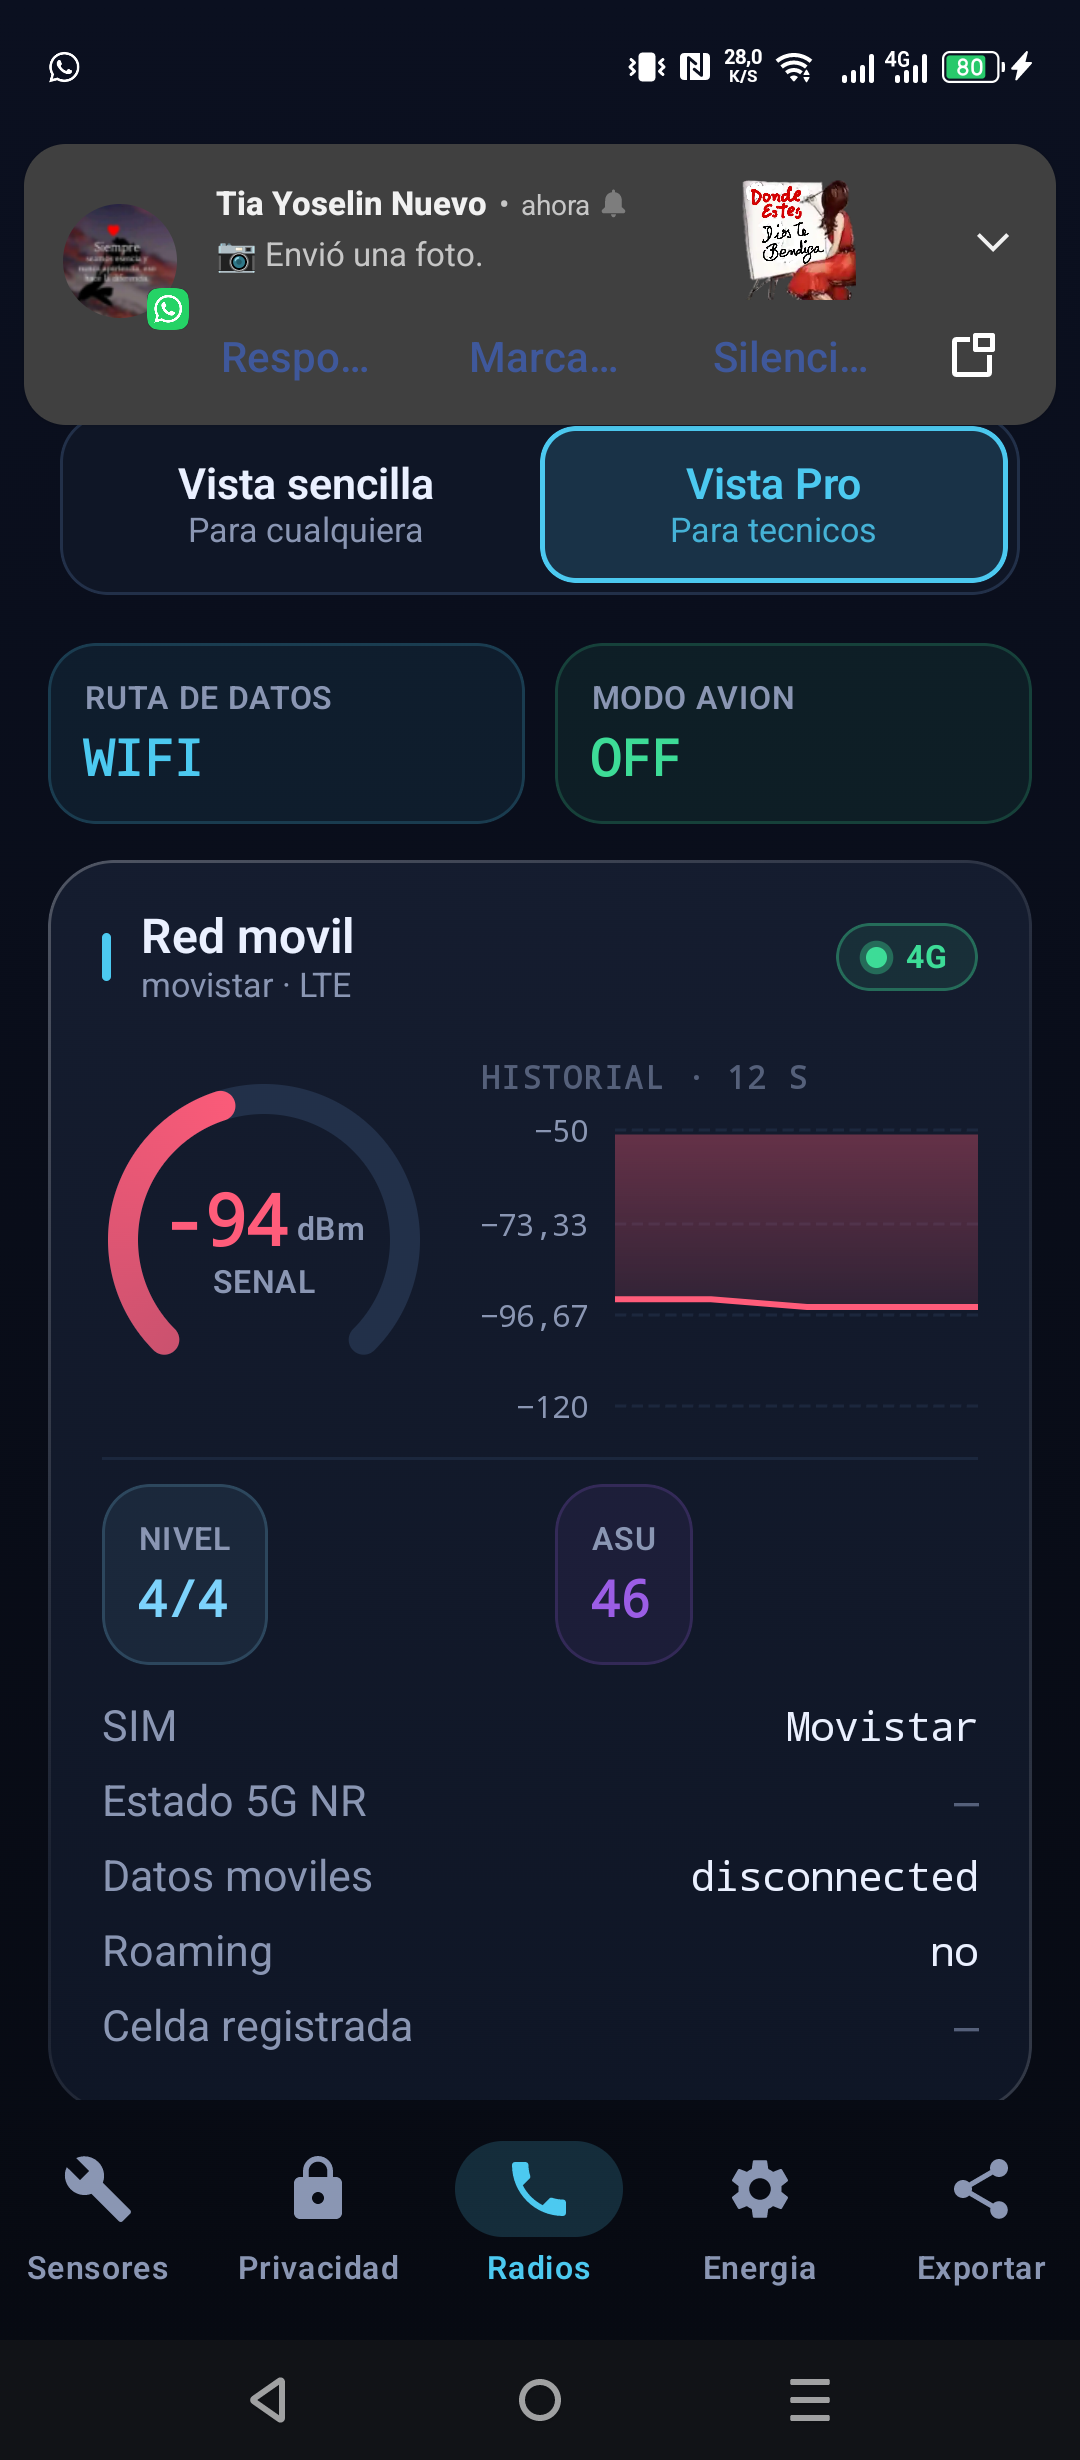 28,0
K/S
4G
80
Tia Yoselin Nuevo • ahora
Envió una foto.
Siempre
Donde
Estes
Dios te
Bendiga
Respo...
Marca...
Silenci...
Vista sencilla
Para cualquiera
Vista Pro
Para tecnicos
RUTA DE DATOS
WIFI
MODO AVION
OFF
Red movil
movistar · LTE
4G
-94 dBm
SENAL
HISTORIAL · 12 S
−50
−73,33
−96,67
−120
NIVEL
4/4
ASU
46
SIM
Movistar
Estado 5G NR
—
Datos moviles
disconnected
Roaming
no
Celda registrada
—
Sensores
Privacidad
Radios
Energia
Exportar